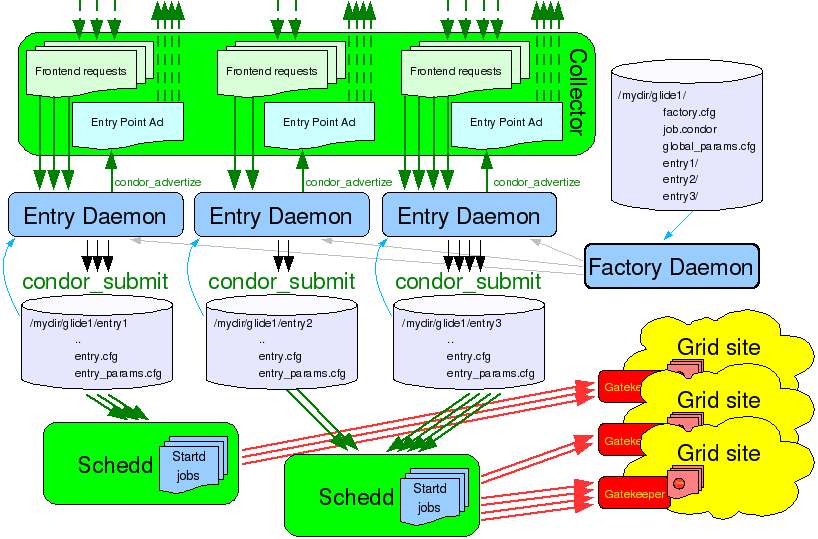 Frontend requests
Frontend requests
Frontend requests
Collector
Entry Point Ad
Entry Point Ad
Entry Point Ad
/mydir/glide1/
factory.cfg
job.condor
global_params.cfg
entry1/
entry2/
entry3/
condor_advertize
condor_advertize
condor_advertize
Entry Daemon
Entry Daemon
Entry Daemon
Factory Daemon
condor_submit
condor_submit
condor_submit
/mydir/glide1/entry1
..
entry.cfg
entry_params.cfg
/mydir/glide1/entry2
..
entry.cfg
entry_params.cfg
/mydir/glide1/entry3
..
entry.cfg
entry_params.cfg
Grid site
Gatekee
Grid site
Gatekee
Grid site
Gatekeeper
Schedd
Startd
jobs
Schedd
Startd
jobs